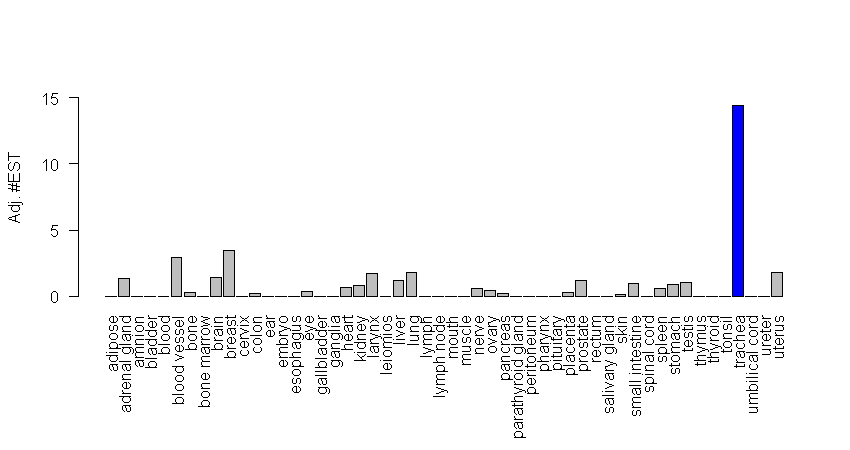 15
10
5
0
Adj. #EST
adipose
adrenal gland
amnion
bladder
blood
blood vessel
bone
bone marrow
brain
breast
cervix
colon
ear
embryo
esophagus
eye
gallbladder
ganglia
heart
kidney
larynx
leiomios
liver
lung
lymph
lymph node
mouth
muscle
nerve
ovary
pancreas
parathyroid gland
peritoneum
pharynx
pituitary
placenta
prostate
rectum
salivary gland
skin
small intestine
spinal cord
spleen
stomach
testis
thymus
thyroid
tonsil
trachea
umbilical cord
ureter
uterus